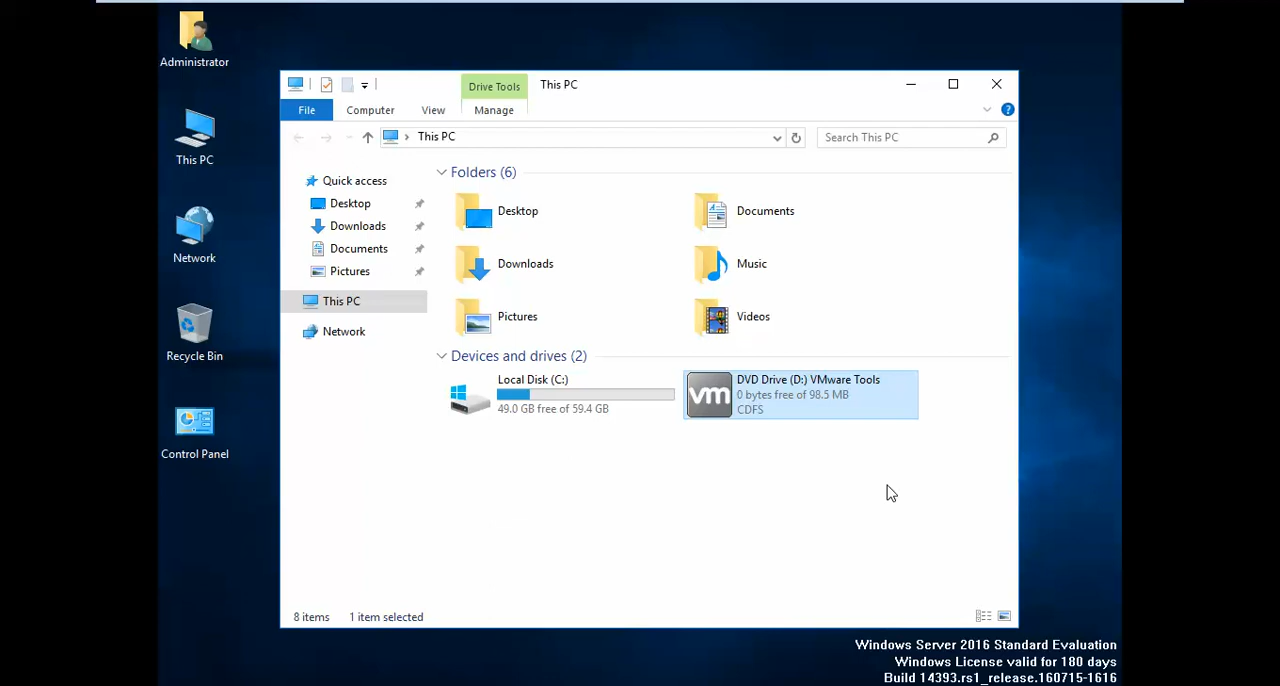 Administrator
This PC
Network
Recycle Bin
Control Panel
Drive Tools
This PC
File
Computer
View
Manage
This PC
Search This PC
Quick access
Desktop
Downloads
Documents
Pictures
This PC
Network
Folders (6)
Desktop
Documents
Downloads
Music
Pictures
Videos
Devices and drives (2)
Local Disk (C:)
49.0 GB free of 59.4 GB
vm
DVD Drive (D:) VMware Tools
0 bytes free of 98.5 MB
CDFS
8 items
1 item selected
Windows Server 2016 Standard Evaluation
Windows License valid for 180 days
Build 14393.rs1_release.160715-1616